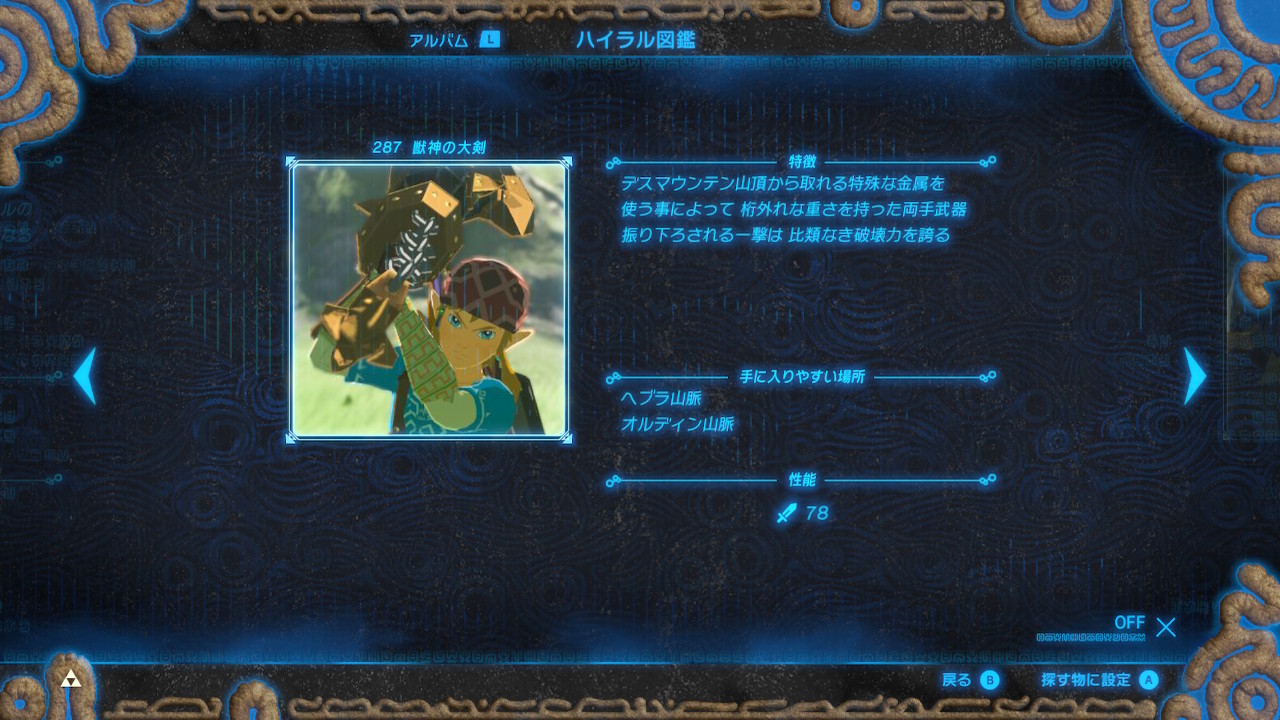 アルバム L
ハイラル図鑑
287 獣神の大剣
特徴
デスマウンテン山頂から取れる特殊な金属を
使う事によって 桁外れな重さを持った両手武器
振り下ろされる一撃は 比類なき破壊力を誇る
手に入りやすい場所
ヘブラ山脈
オルディン山脈
性能
78
OFF
戻る B 探す物に設定 A